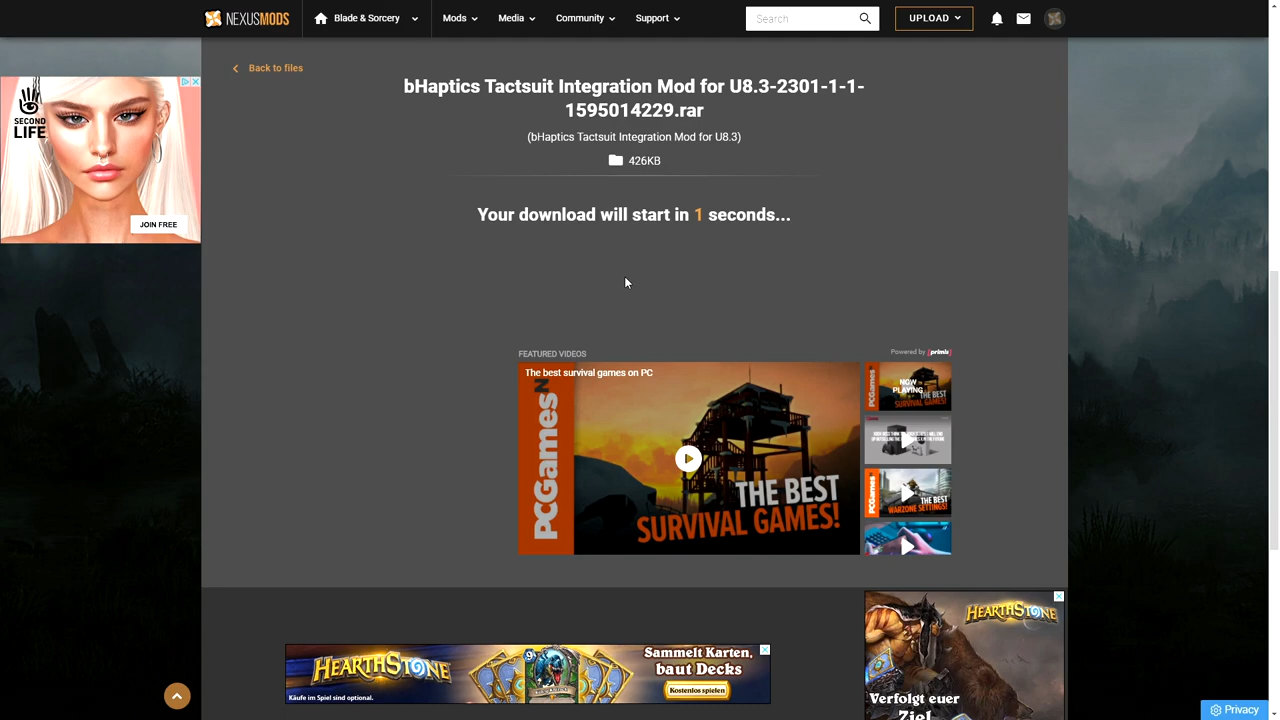 NEXUSMODS
Blade & Sorcery
Mods
Media
Community
Support
Search
UPLOAD
Back to files
bHaptics Tactsuit Integration Mod for U8.3-2301-1-1-
1595014229.rar
(bHaptics Tactsuit Integration Mod for U8.3)
426KB
Your download will start in 1 seconds...
SECOND
LIFE
JOIN FREE
FEATURED VIDEOS
Powered by [primis]
The best survival games on PC
PCGamesN
THE BEST
SURVIVAL GAMES!
NOW
PLAYING
THE BEST
SURVIVAL GAMES!
PCGames
THE BEST
WARZONE SETTINGS!
HEARTHSTONE
Käufe im Spiel sind optional.
Sammelt Karten,
baut Decks
Kostenlos spielen
HEARTHSTONE
Verfolgt euer
Ziel
Privacy